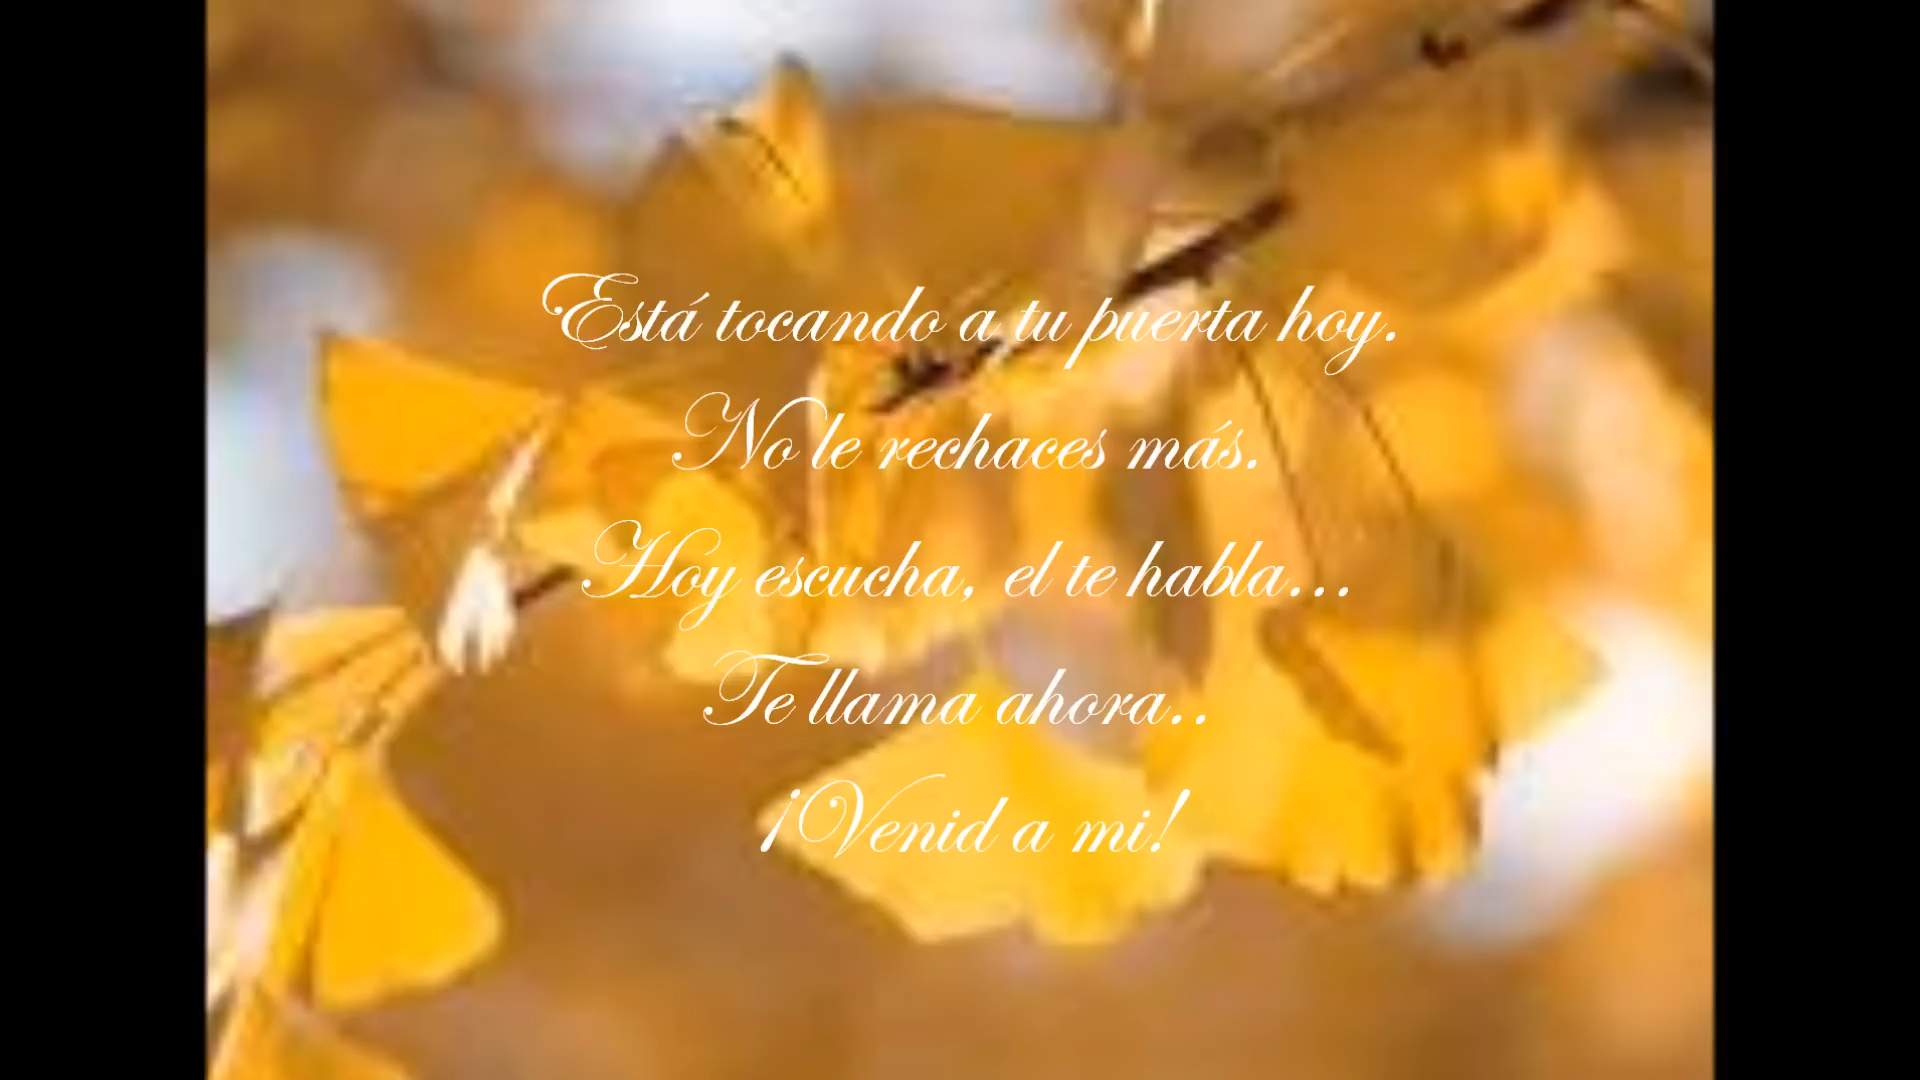 Está tocando a tu puerta hoy.
No le rechaces más.
Hoy escucha, el te habla...
Te llama ahora..
¡Venid a mi!